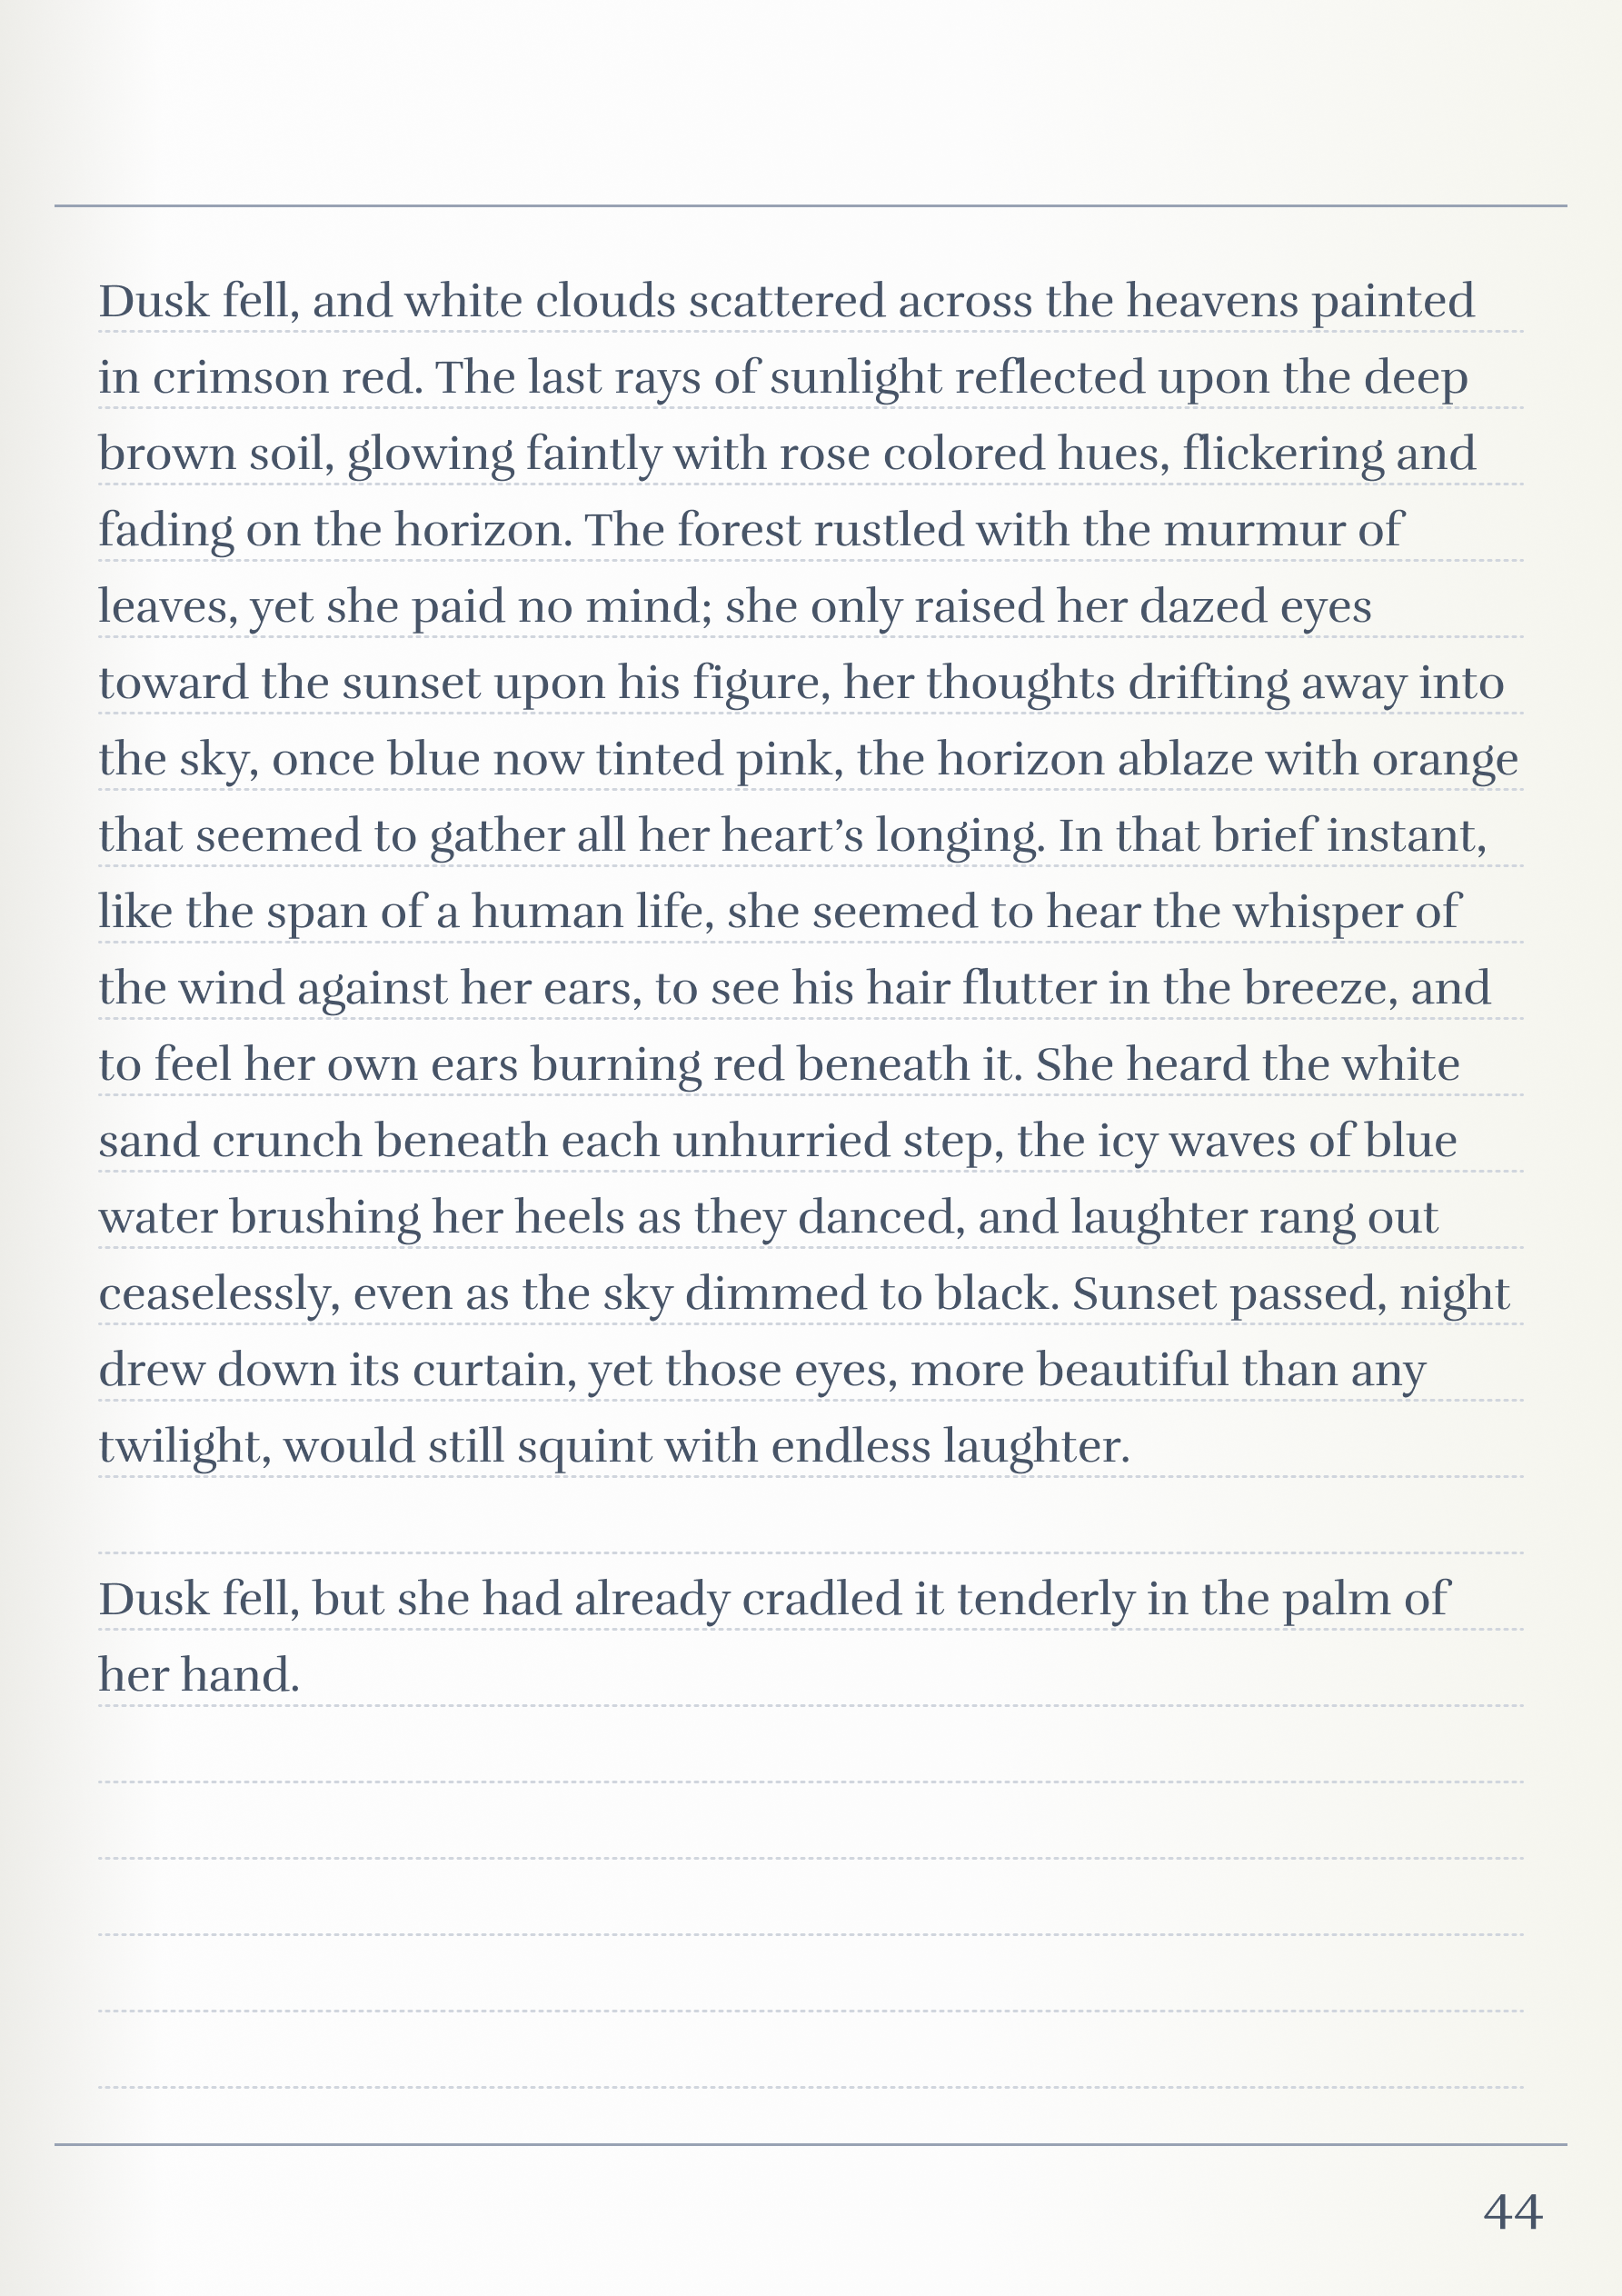 Dusk fell, and white clouds scattered across the heavens painted
in crimson red. The last rays of sunlight reflected upon the deep
brown soil, glowing faintly with rose colored hues, flickering and
fading on the horizon. The forest rustled with the murmur of
leaves, yet she paid no mind; she only raised her dazed eyes
toward the sunset upon his figure, her thoughts drifting away into
the sky, once blue now tinted pink, the horizon ablaze with orange
that seemed to gather all her heart’s longing. In that brief instant,
like the span of a human life, she seemed to hear the whisper of
the wind against her ears, to see his hair flutter in the breeze, and
to feel her own ears burning red beneath it. She heard the white
sand crunch beneath each unhurried step, the icy waves of blue
water brushing her heels as they danced, and laughter rang out
ceaselessly, even as the sky dimmed to black. Sunset passed, night
drew down its curtain, yet those eyes, more beautiful than any
twilight, would still squint with endless laughter.
Dusk fell, but she had already cradled it tenderly in the palm of
her hand.
44